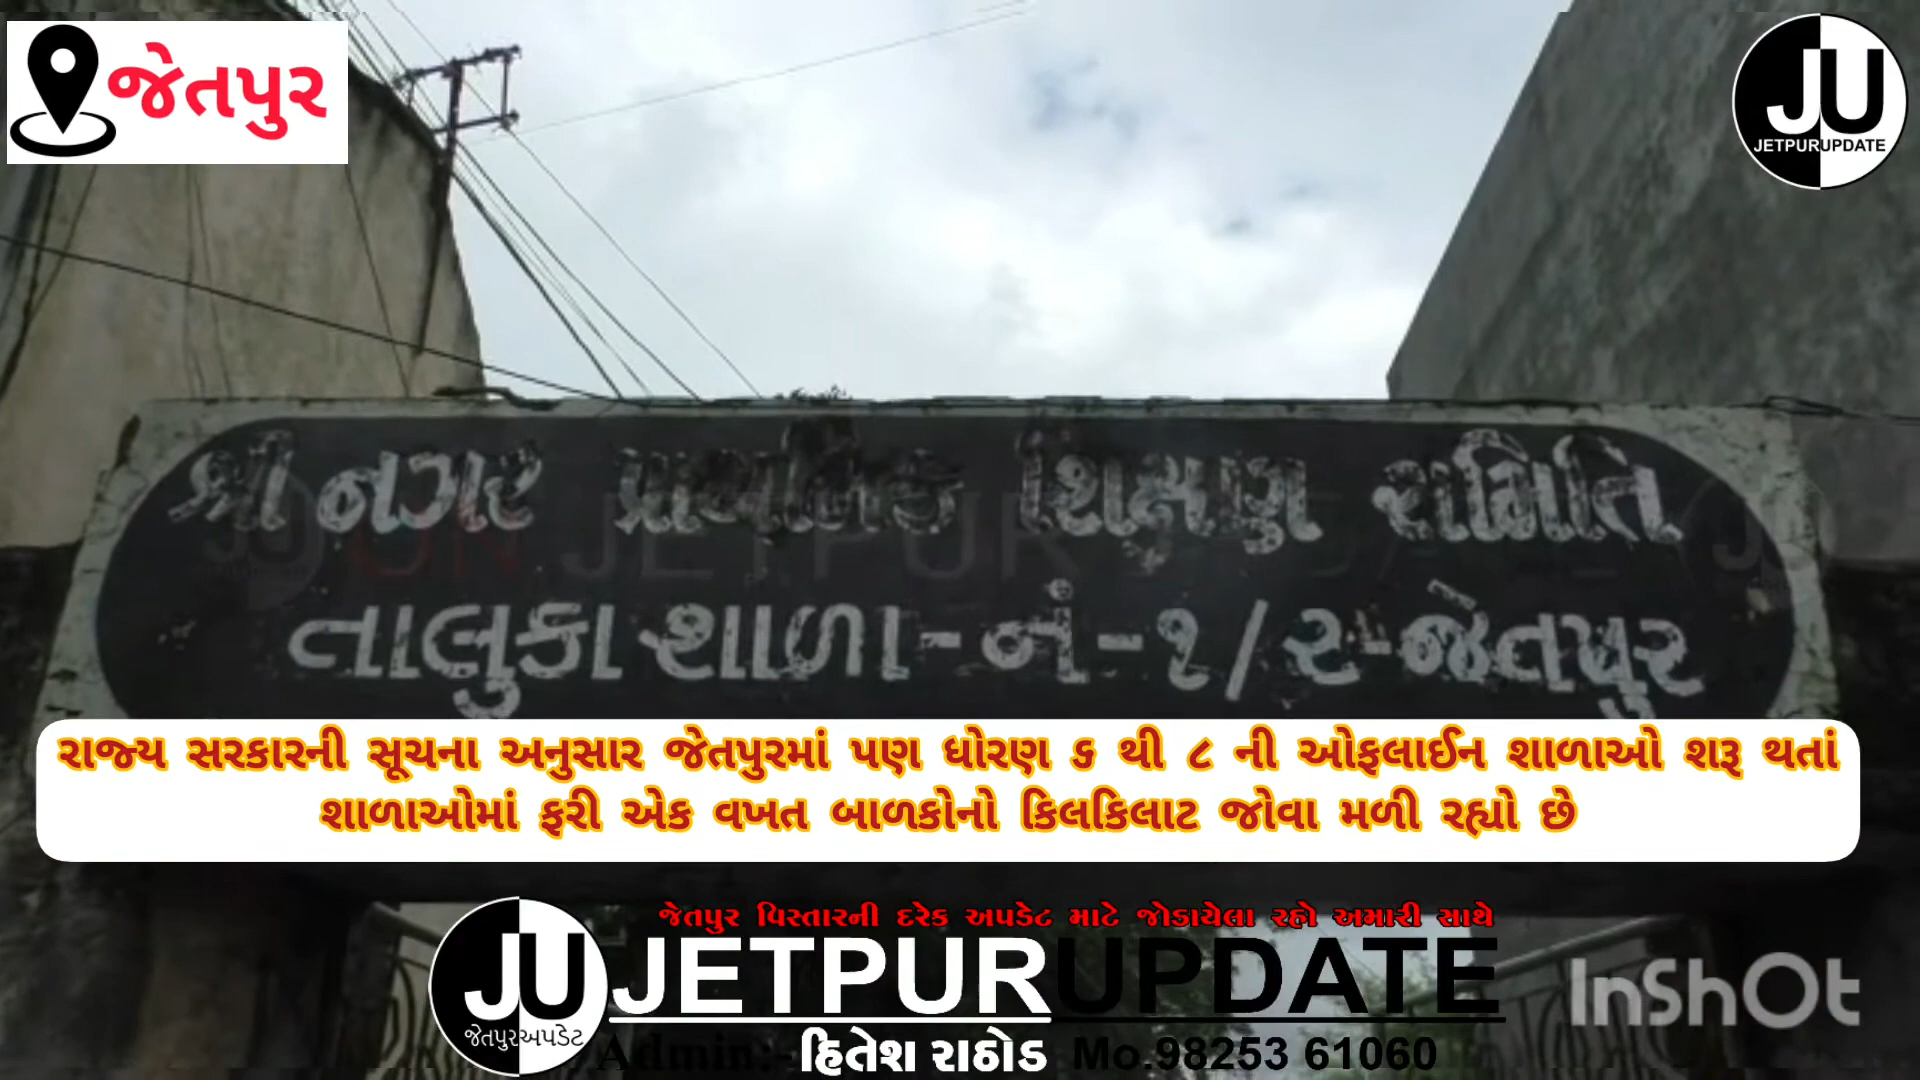 જેતપુર
JU
JETPURUPDATE
શ્રી નગર પ્રાથમિક શિક્ષણ સમિતિ
તાલુકા શાળા-નં-૧/૨-જેતપુર
રાજ્ય સરકારની સૂચના અનુસાર જેતપુરમાં પણ ધોરણ ૬ થી ૮ ની ઓફલાઈન શાળાઓ શરૂ થતાં
શાળાઓમાં ફરી એક વખત બાળકોનો કિલકિલાટ જોવા મળી રહ્યો છે
જેતપુર વિસ્તારની દરેક અપડેટ માટે જોડાયેલા રહો અમારી સાથે
JU JETPURUPDATE
જેતપુરઅપડેટ
Admin:- હિતેશ રાઠોડ Mo.98253 61060
InShOt